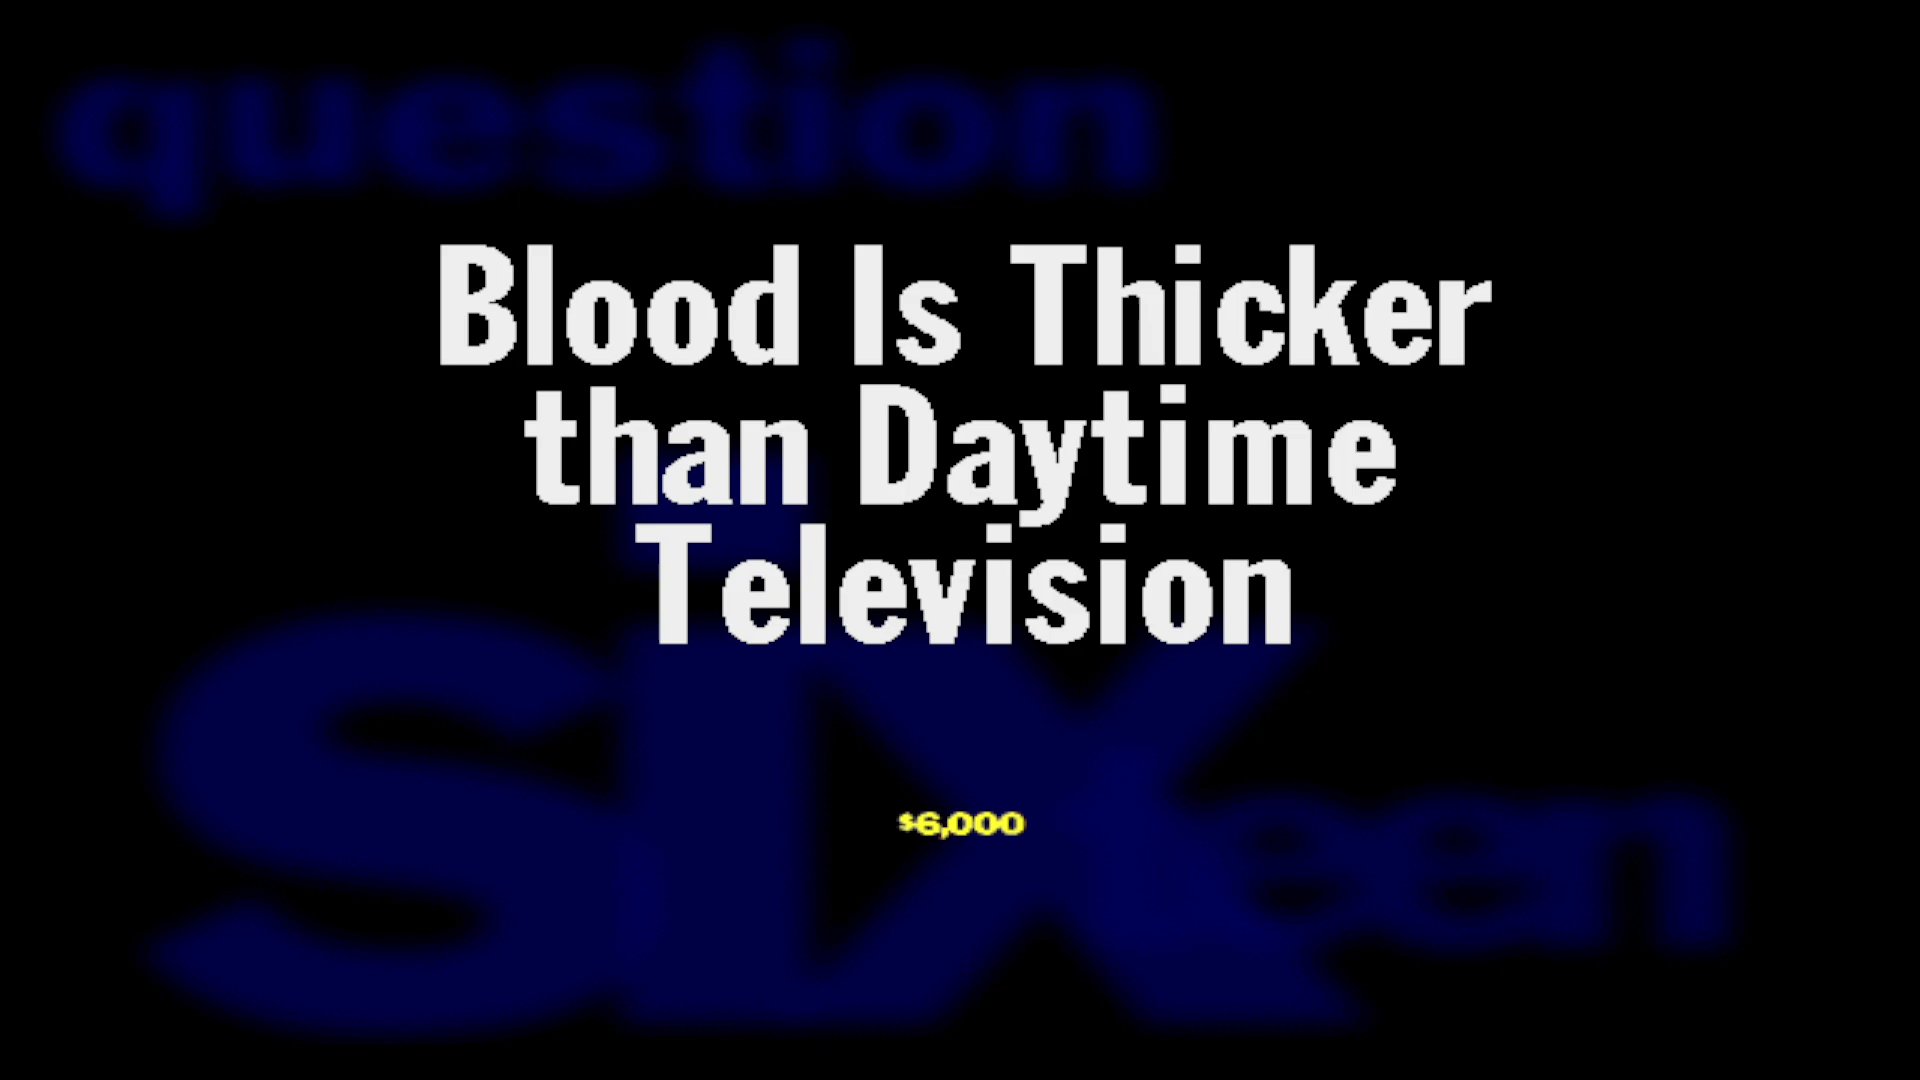 question
Blood Is Thicker
than Daytime
Television
sixteen
$6,000